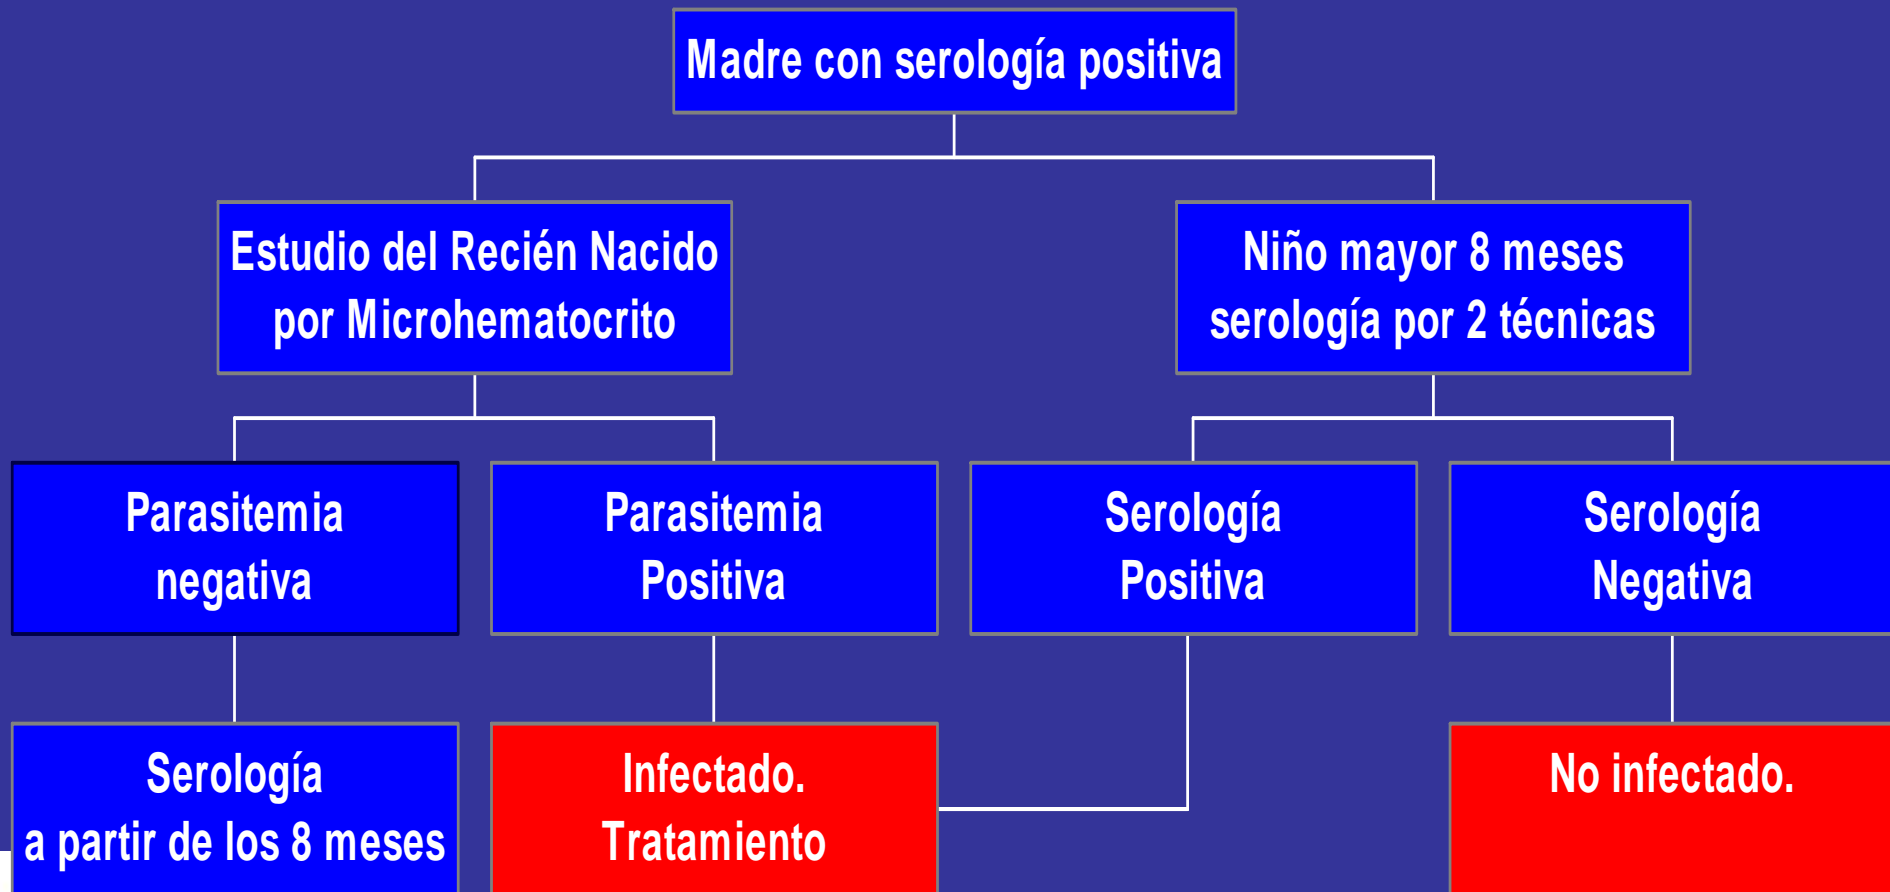 Madre con serología positiva
Estudio del Recién Nacido
por Microhematocrito
Niño mayor 8 meses
serología por 2 técnicas
Parasitemia
negativa
Parasitemia
Positiva
Serología
Positiva
Serología
Negativa
Serología
a partir de los 8 meses
Infectado.
Tratamiento
No infectado.